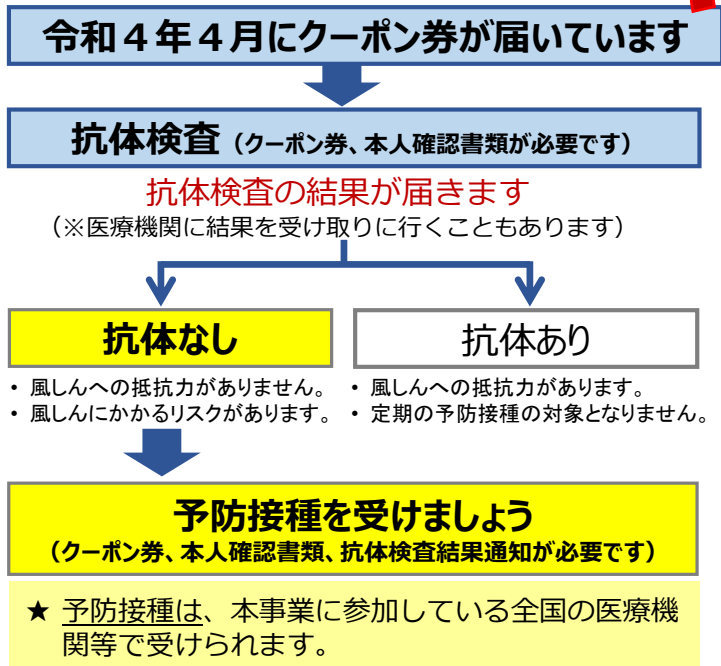 令和４年４月にクーポン券が届いています
抗体検査（クーポン券、本人確認書類が必要です）
抗体検査の結果が届きます
（※医療機関に結果を受け取りに行くこともあります）
抗体なし
抗体あり
• 風しんへの抵抗力がありません。
• 風しんにかかるリスクがあります。
• 風しんへの抵抗力があります。
• 定期の予防接種の対象となりません。
予防接種を受けましょう
（クーポン券、本人確認書類、抗体検査結果通知が必要です）
★ 予防接種は、本事業に参加している全国の医療機
関等で受けられます。